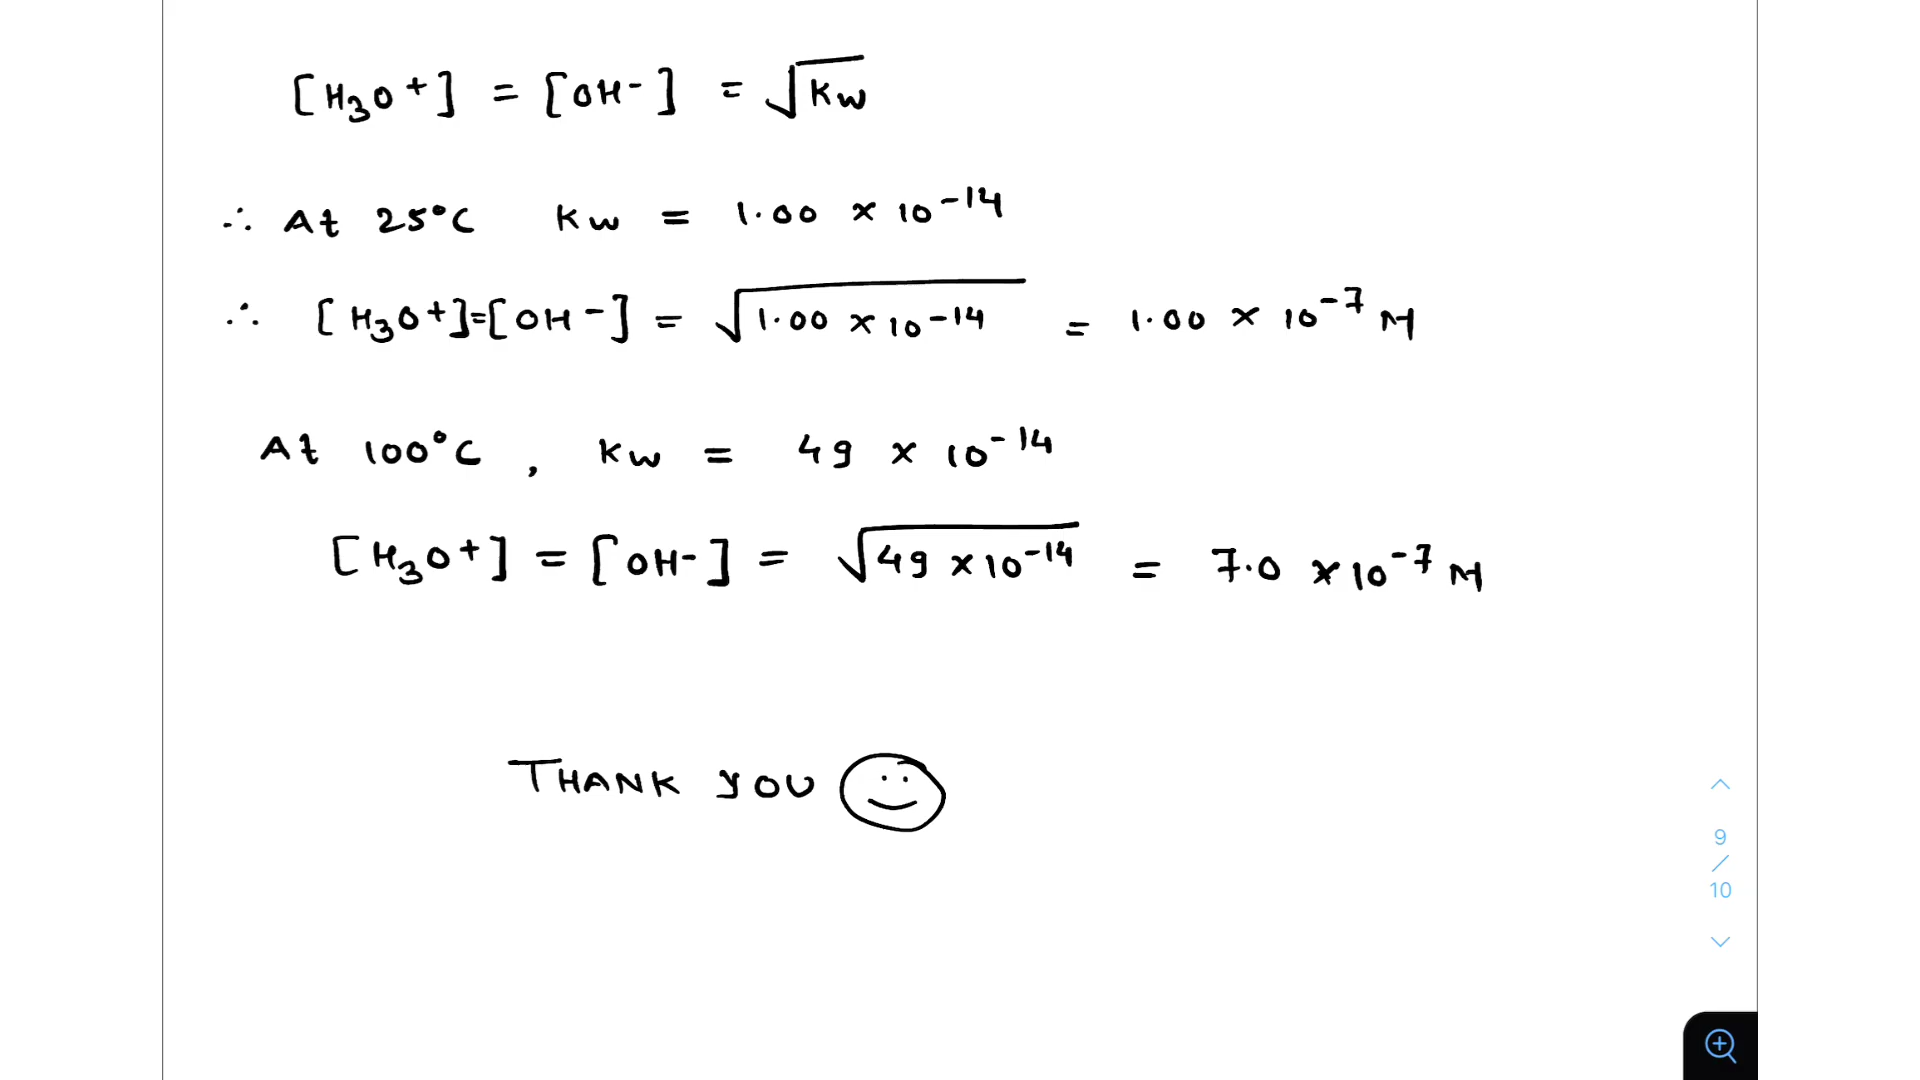 [H₃O⁺] = [OH⁻] = √Kw
∴ At 25°C Kw = 1.00 × 10⁻¹⁴
∴ [H₃O⁺]=[OH⁻] = √1.00 × 10⁻¹⁴ = 1.00 × 10⁻⁷ M
At 100°C , Kw = 49 × 10⁻¹⁴
[H₃O⁺] = [OH⁻] = √49 × 10⁻¹⁴ = 7.0 × 10⁻⁷ M
THANK YOU
9
/
10